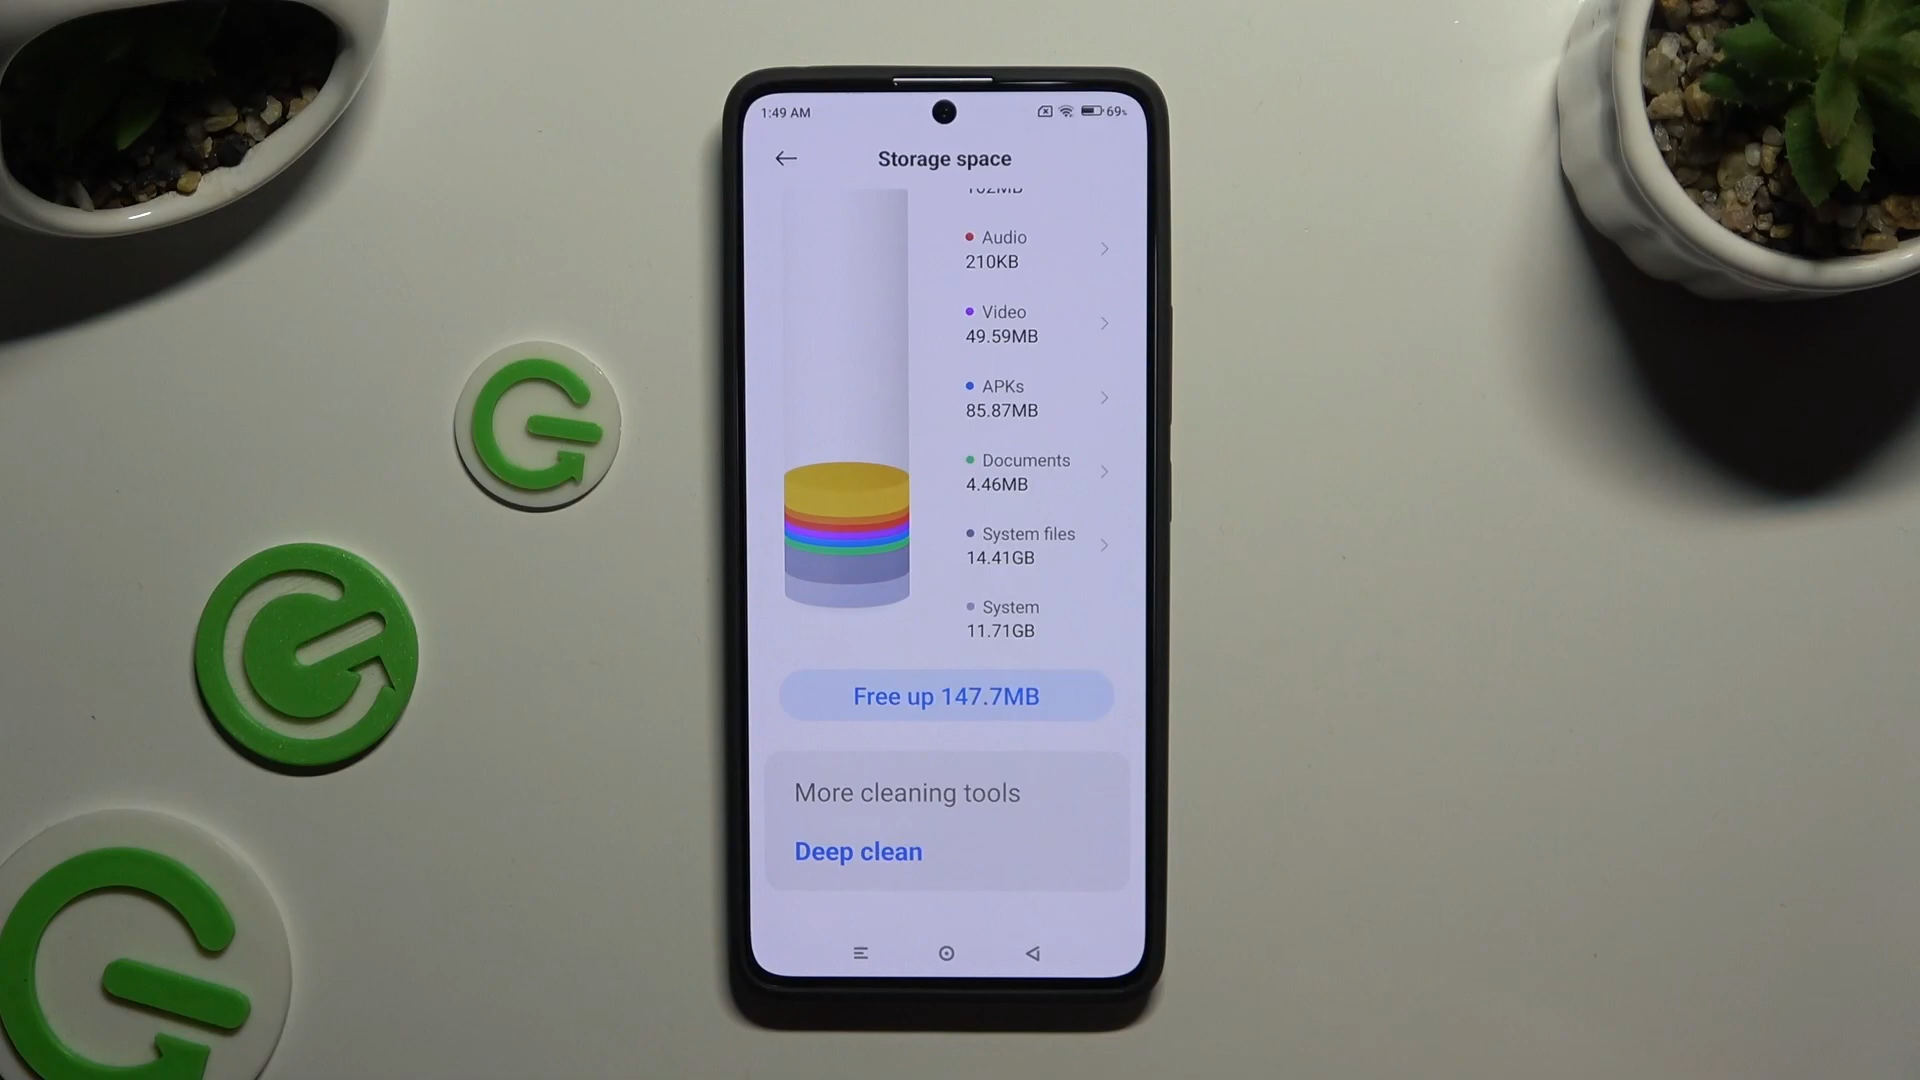 1:49 AM
69%
Storage space
Audio
210KB
Video
49.59MB
APKs
85.87MB
Documents
4.46MB
System files
14.41GB
System
11.71GB
Free up 147.7MB
More cleaning tools
Deep clean